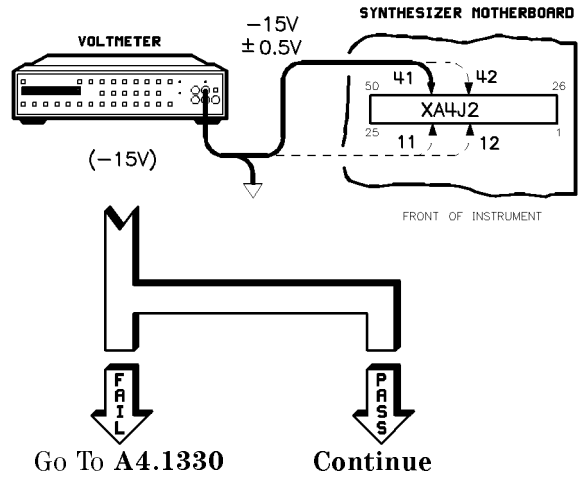 SYNTHESIZER MOTHERBOARD
VOLTMETER
−15V
±0.5V
41 42
50 26
XA4J2
25 1
11 12
(−15V)
FRONT OF INSTRUMENT
FAIL
PASS
Go To A4.1330
Continue